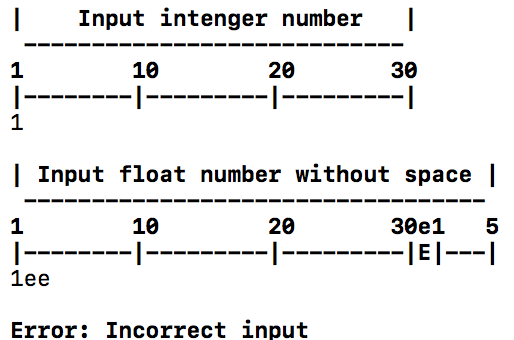 |    Input intenger number   |
 ----------------------------
1        10        20       30
|--------|---------|---------|
1
| Input float number without space |
 ----------------------------------
1        10        20       30e1   5
|--------|---------|---------|E|---|
1ee
Error: Incorrect input